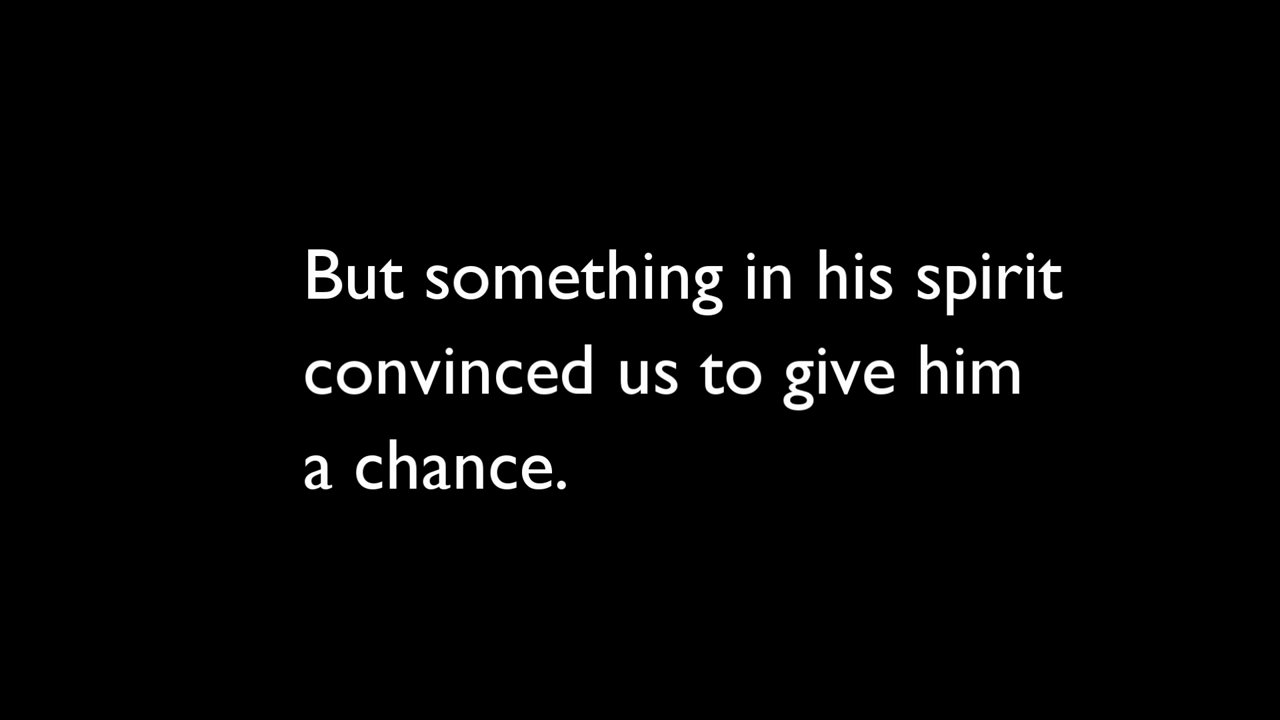 But something in his spirit
convinced us to give him
a chance.